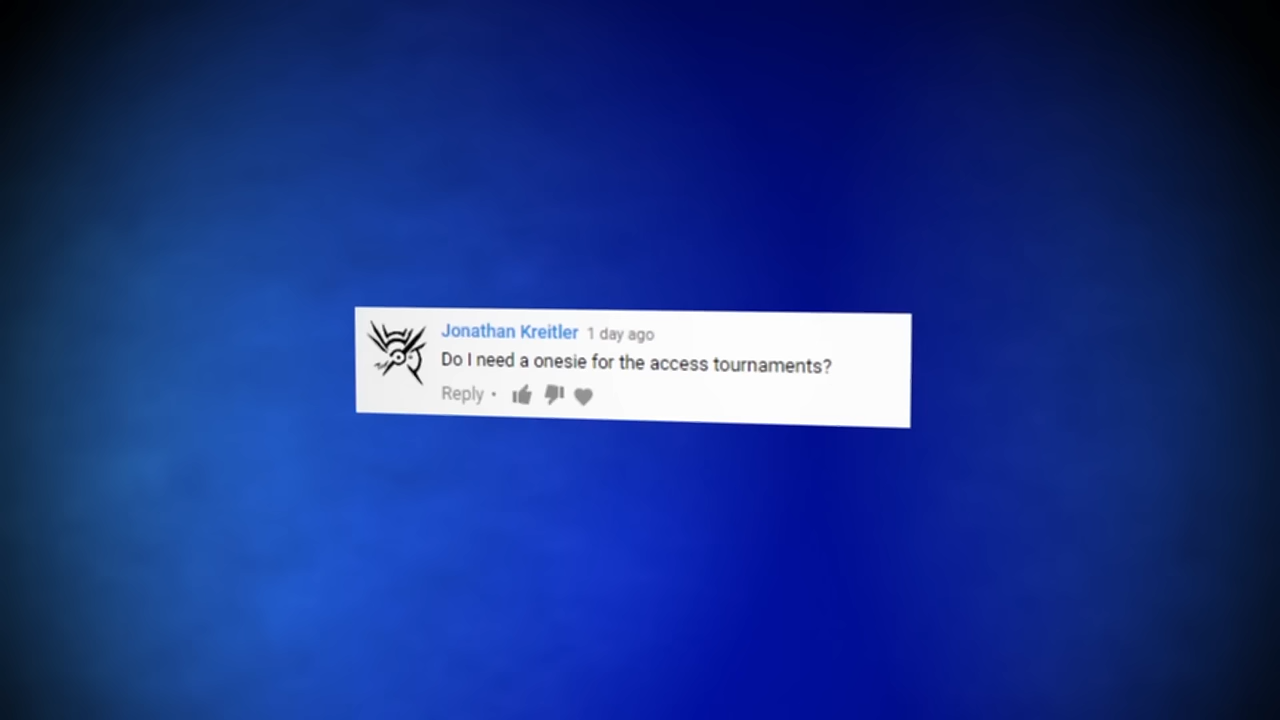 Jonathan Kreitler 1 day ago
Do I need a onesie for the access tournaments?
Reply •